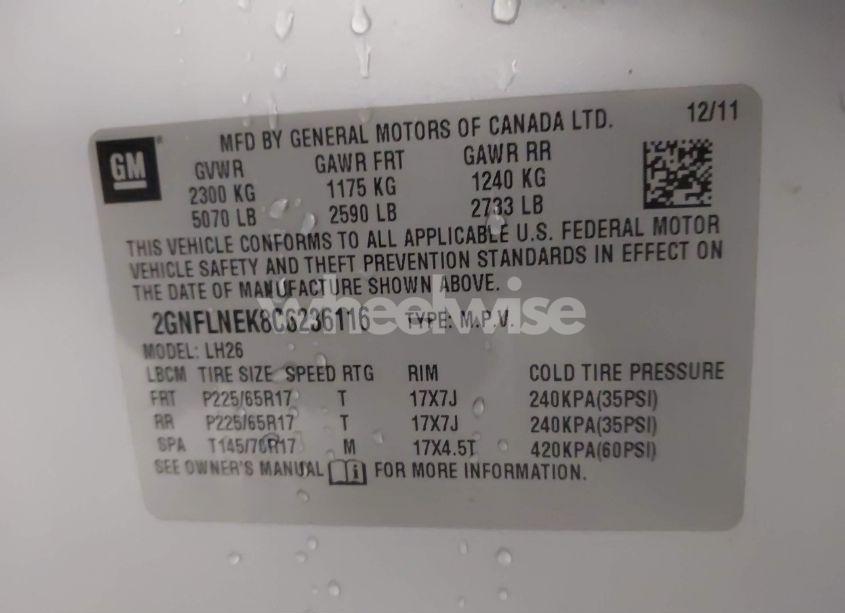 12/11
GM
MFD BY GENERAL MOTORS OF CANADA LTD.
GVWR GAWR FRT GAWR RR
2300 KG 1175 KG 1240 KG
5070 LB 2590 LB 2733 LB
THIS VEHICLE CONFORMS TO ALL APPLICABLE U.S. FEDERAL MOTOR
VEHICLE SAFETY AND THEFT PREVENTION STANDARDS IN EFFECT ON
THE DATE OF MANUFACTURE SHOWN ABOVE.
wheelwise
2GNFLNEK8C6236116 TYPE: M.P.V.
MODEL: LH26
LBCM TIRE SIZE SPEED RTG RIM COLD TIRE PRESSURE
FRT P225/65R17 T 17X7J 240KPA(35PSI)
RR P225/65R17 T 17X7J 240KPA(35PSI)
SPA T145/70R17 M 17X4.5T 420KPA(60PSI)
SEE OWNER'S MANUAL i FOR MORE INFORMATION.